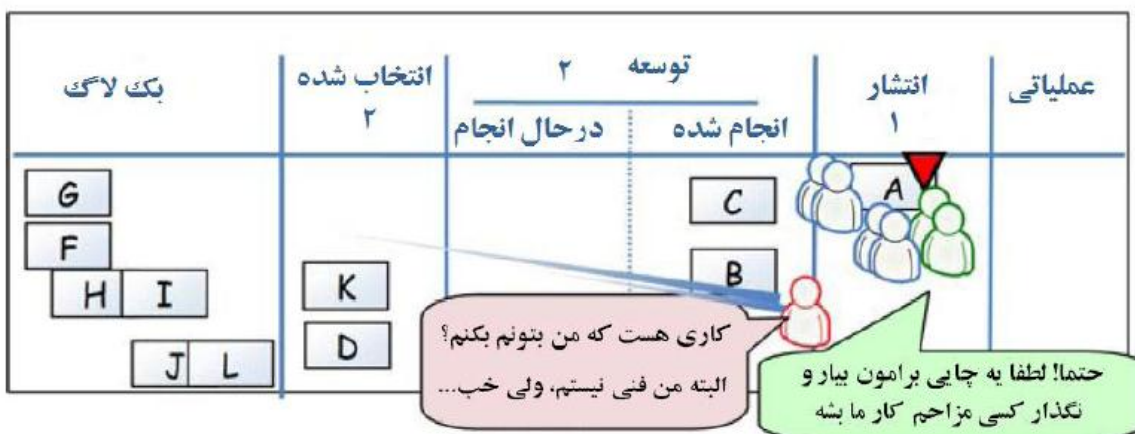 عملیاتی
انتشار
۱
توسعه ۲
انجام شده
درحال انجام
انتخاب شده
۲
بک لاگ
G
F
H I
J L
K
D
C
B
A
کاری هست که من بتونم بکنم؟
البته من فنی نیستم، ولی خب...
حتما! لطفا یه چایی برامون بیار و
نگذار کسی مزاحم کار ما بشه